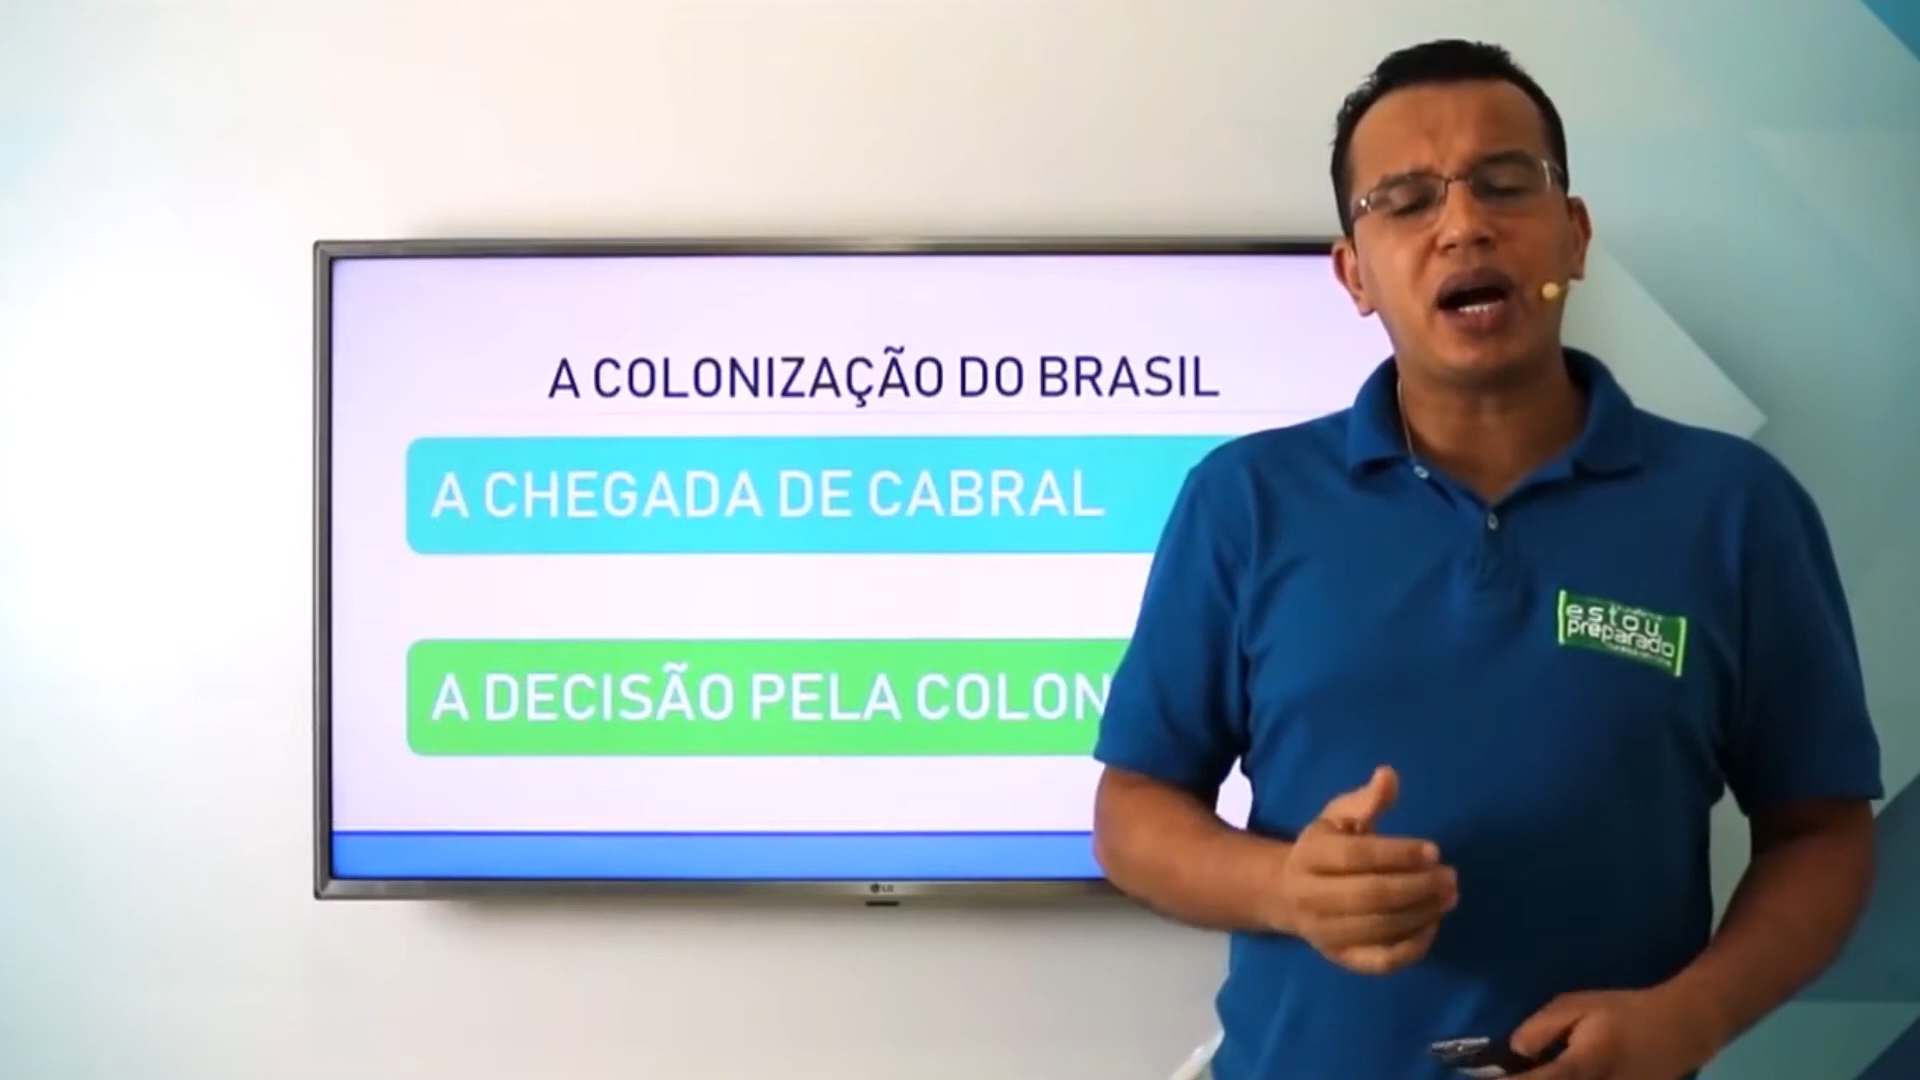 A COLONIZAÇÃO DO BRASIL
A CHEGADA DE CABRAL
A DECISÃO PELA COLON
LG
estou
preparado